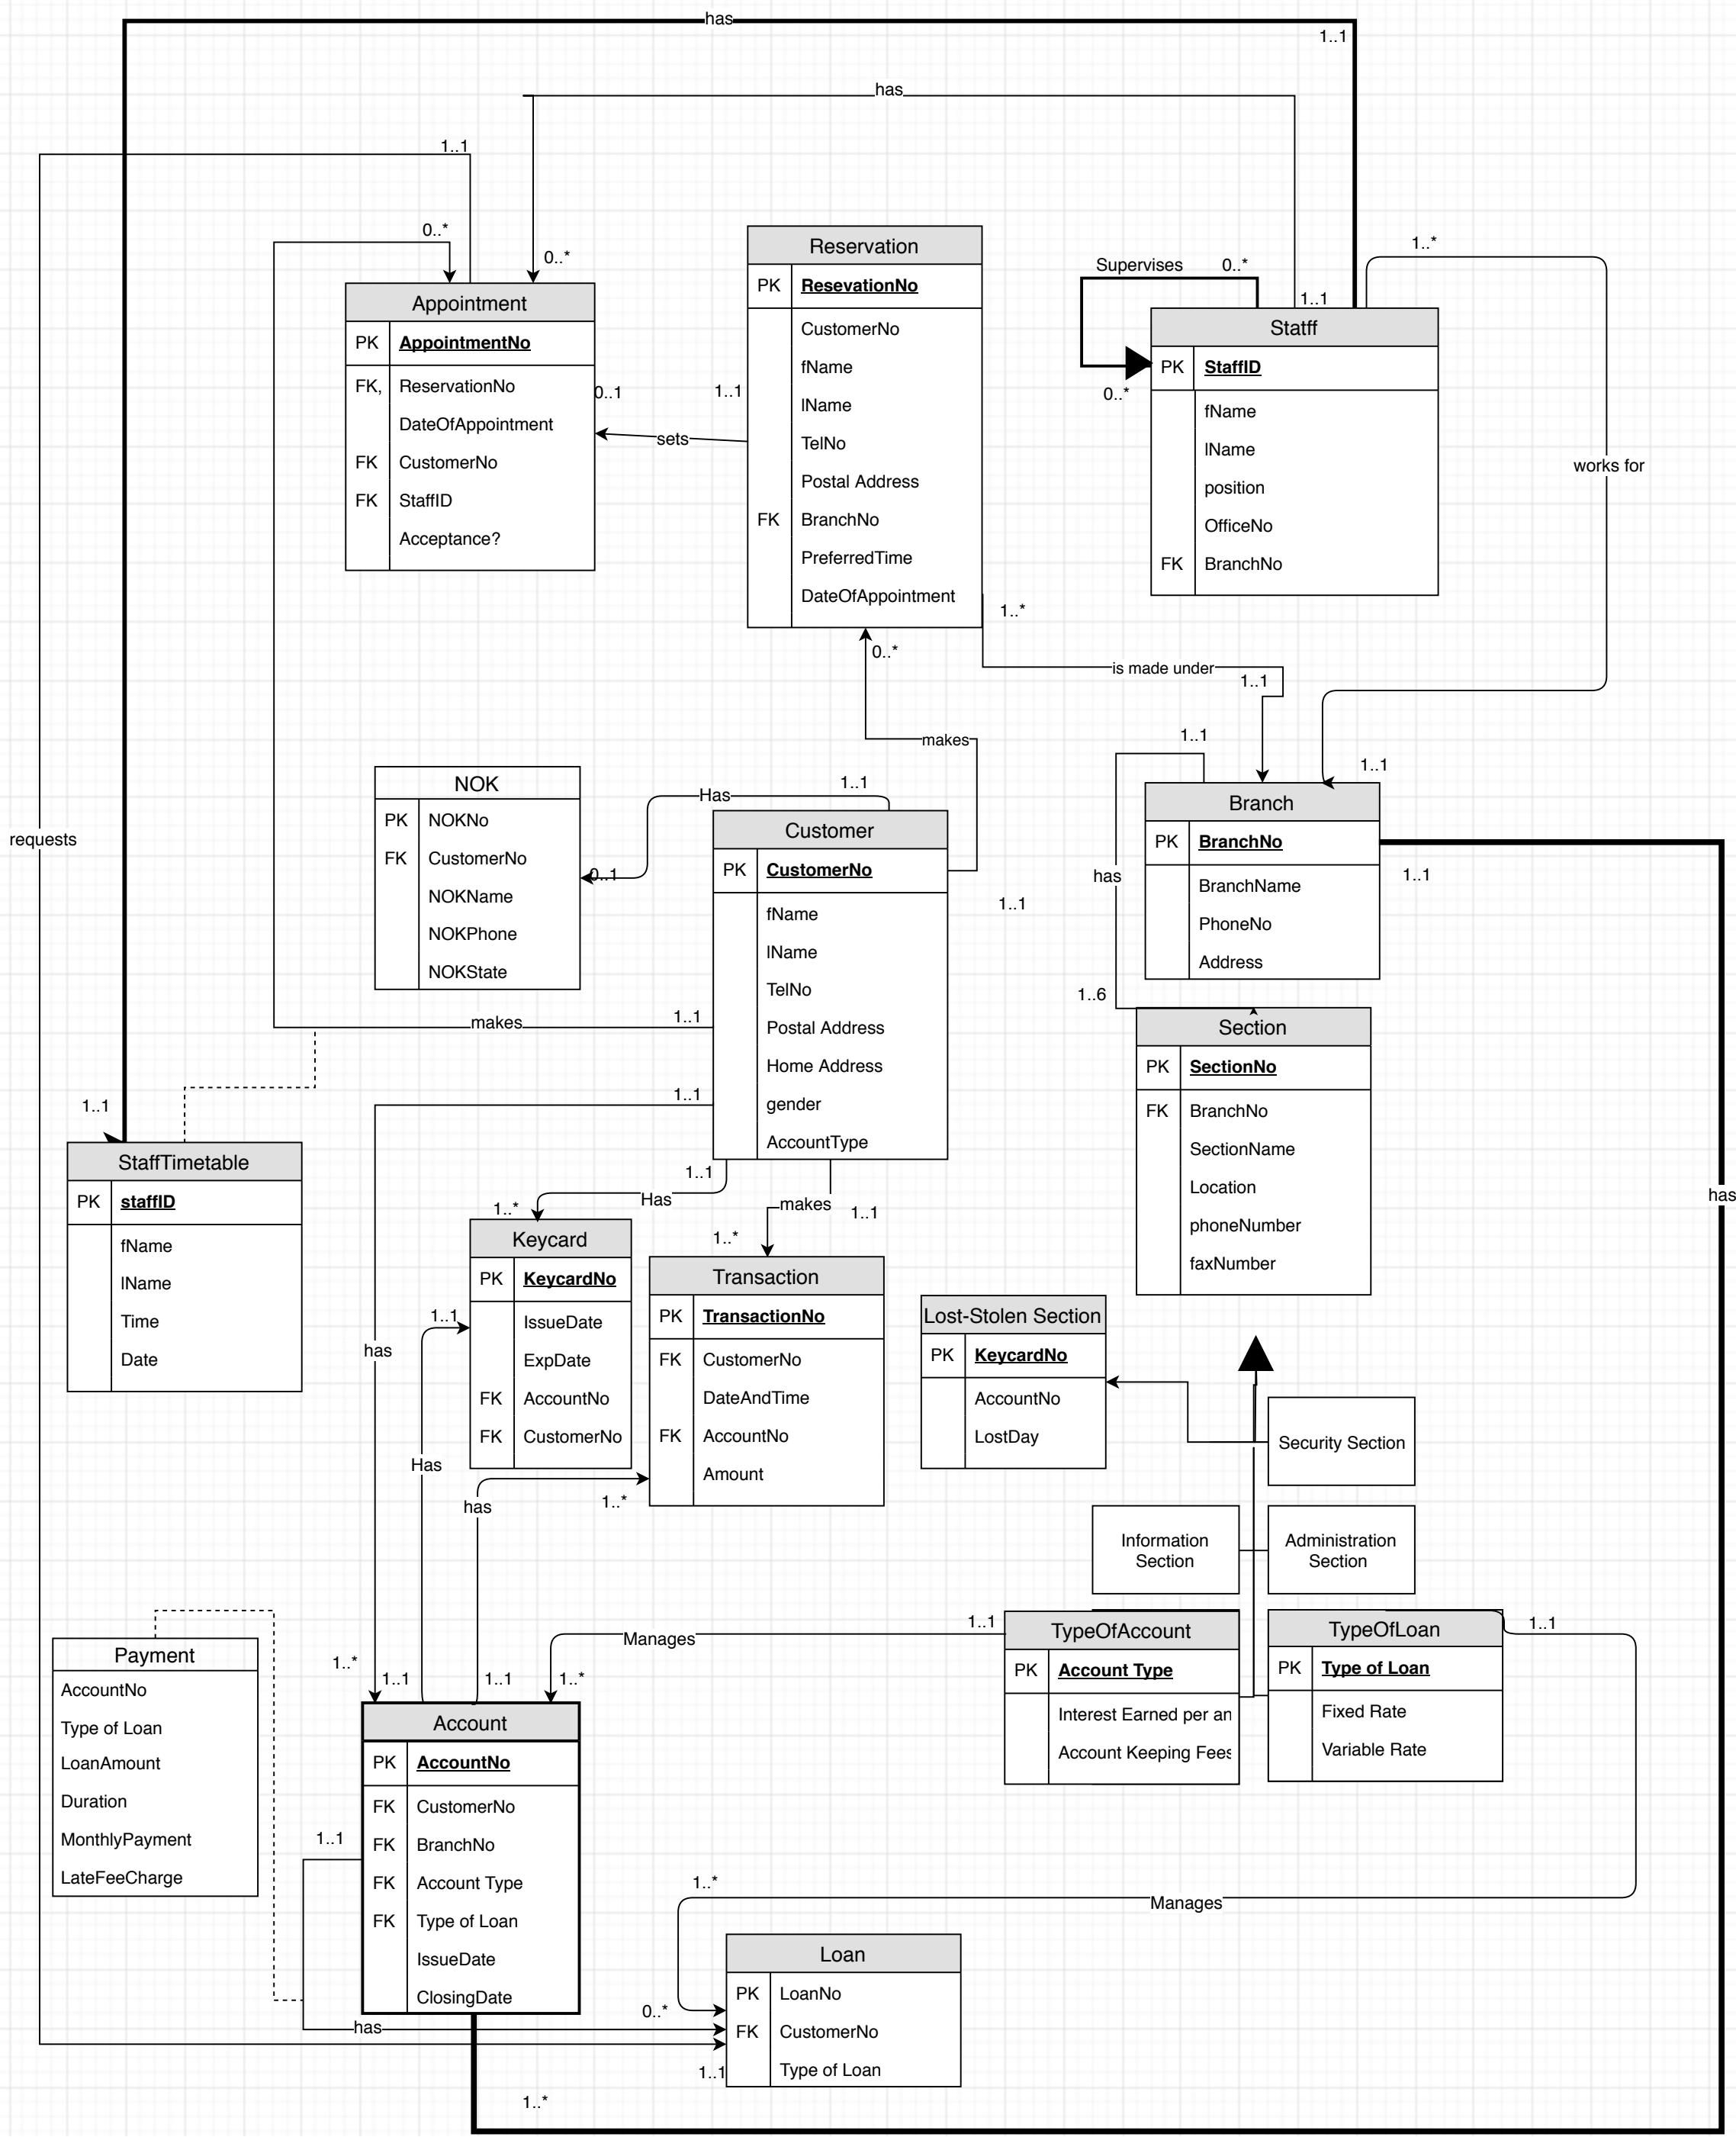 has
1..1
has
1..1
0..*
0..*
Appointment
PK AppointmentNo
FK, ReservationNo
DateOfAppointment
FK CustomerNo
FK StaffID
Acceptance?
0..1
1..1
sets
Reservation
PK ResevationNo
CustomerNo
fName
lName
TelNo
Postal Address
FK BranchNo
PreferredTime
DateOfAppointment
Supervises
0..*
0..*
1..1
1..*
Statff
PK StaffID
fName
lName
position
OfficeNo
FK BranchNo
works for
1..*
0..*
is made under
1..1
makes
1..1
1..1
NOK
PK NOKNo
FK CustomerNo
NOKName
NOKPhone
NOKState
Has
1..1
0..1
requests
Customer
PK CustomerNo
fName
lName
TelNo
Postal Address
Home Address
gender
AccountType
1..1
Branch
PK BranchNo
BranchName
PhoneNo
Address
1..1
has
1..6
makes
1..1
1..1
Section
PK SectionNo
FK BranchNo
SectionName
Location
phoneNumber
faxNumber
1..1
StaffTimetable
PK staffID
fName
lName
Time
Date
1..1
Has
1..*
makes
1..1
1..*
has
Keycard
PK KeycardNo
IssueDate
ExpDate
FK AccountNo
FK CustomerNo
Transaction
PK TransactionNo
FK CustomerNo
DateAndTime
FK AccountNo
Amount
Lost-Stolen Section
PK KeycardNo
AccountNo
LostDay
1..1
has
Has
has
1..*
Security Section
Information
Section
Administration
Section
Payment
AccountNo
Type of Loan
LoanAmount
Duration
MonthlyPayment
LateFeeCharge
1..1
Manages
1..*
1..1
1..1
1..*
TypeOfAccount
PK Account Type
Interest Earned per an
Account Keeping Fees
TypeOfLoan
PK Type of Loan
Fixed Rate
Variable Rate
1..1
Account
PK AccountNo
FK CustomerNo
FK BranchNo
FK Account Type
FK Type of Loan
IssueDate
ClosingDate
1..1
1..*
Manages
Loan
PK LoanNo
FK CustomerNo
Type of Loan
0..*
has
1..1
1..*